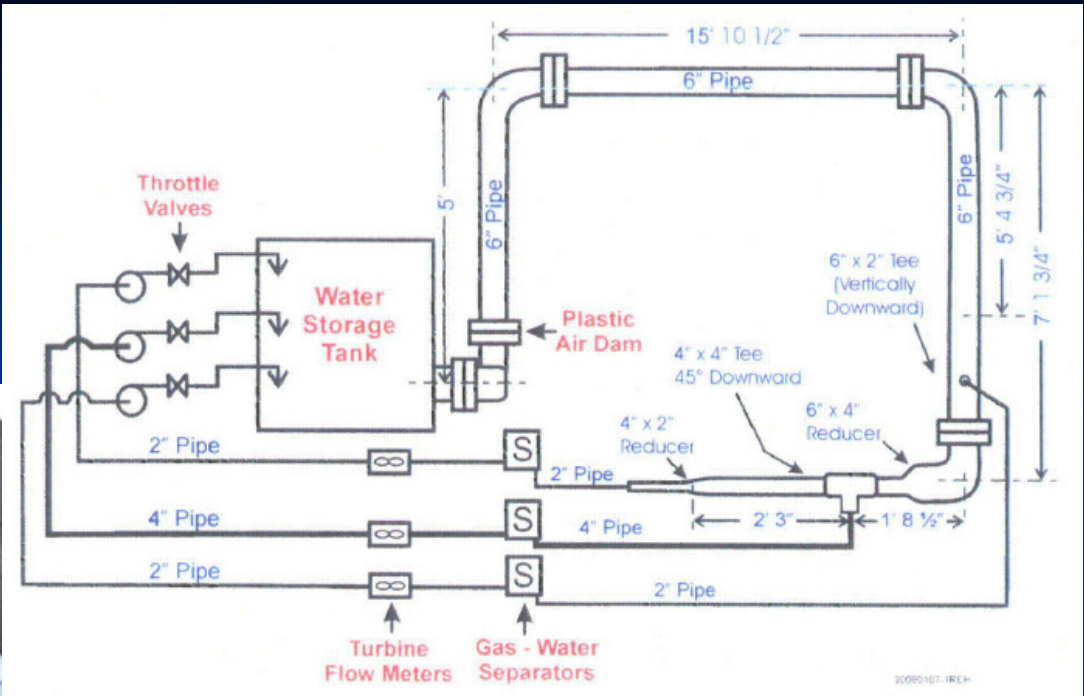 15' 10 1/2"
6" Pipe
Throttle
Valves
5'
6" Pipe
6" Pipe
5' 4 3/4"
7' 1 3/4"
6" x 2" Tee
(Vertically
Downward)
Water
Storage
Tank
Plastic
Air Dam
4" x 4" Tee
45° Downward
4" x 2"
Reducer
6" x 4"
Reducer
2" Pipe
S
2" Pipe
2' 3"
1' 8 ½"
4" Pipe
S
4" Pipe
2" Pipe
S
2" Pipe
Turbine
Flow Meters
Gas - Water
Separators